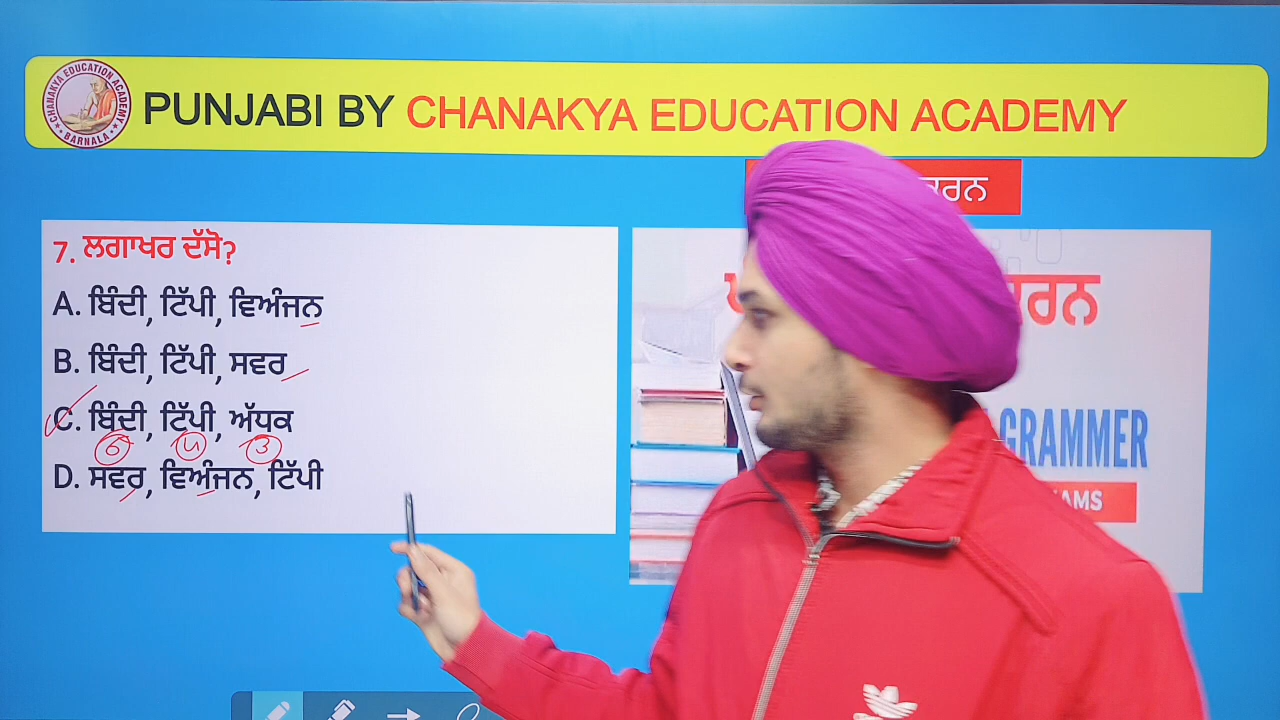 PUNJABI BY CHANAKYA EDUCATION ACADEMY
CHANAKYA EDUCATION ACADEMY
BARNALA
7. ਲਗਾਖਰ ਦੱਸੋ?
A. ਬਿੰਦੀ, ਟਿੱਪੀ, ਵਿਅੰਜਨ
B. ਬਿੰਦੀ, ਟਿੱਪੀ, ਸਵਰ
C. ਬਿੰਦੀ, ਟਿੱਪੀ, ਅੱਧਕ
D. ਸਵਰ, ਵਿਅੰਜਨ, ਟਿੱਪੀ
GRAMMER